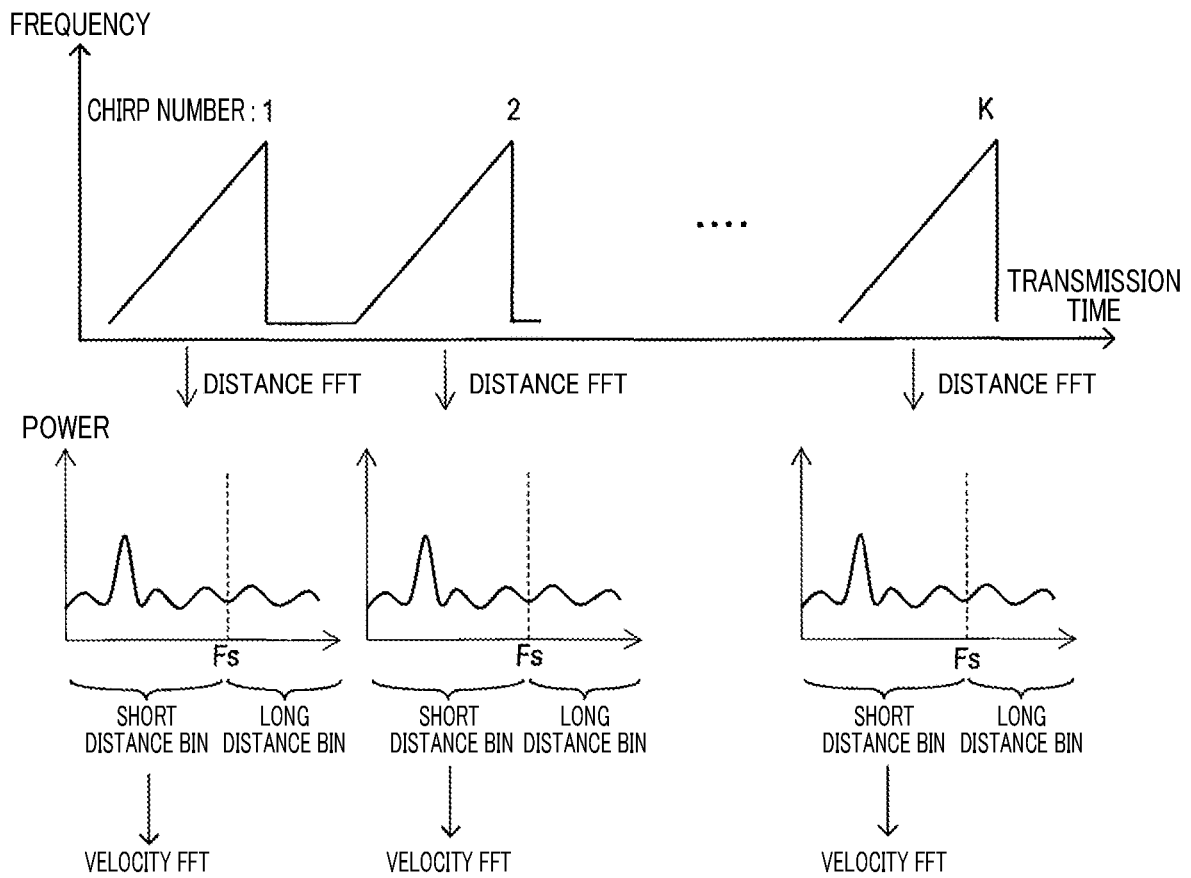 FREQUENCY
CHIRP NUMBER : 1
2
K
....
TRANSMISSION
TIME
DISTANCE FFT
DISTANCE FFT
DISTANCE FFT
POWER
Fs
Fs
Fs
SHORT
DISTANCE BIN
LONG
DISTANCE BIN
SHORT
DISTANCE BIN
LONG
DISTANCE BIN
SHORT
DISTANCE BIN
LONG
DISTANCE BIN
VELOCITY FFT
VELOCITY FFT
VELOCITY FFT